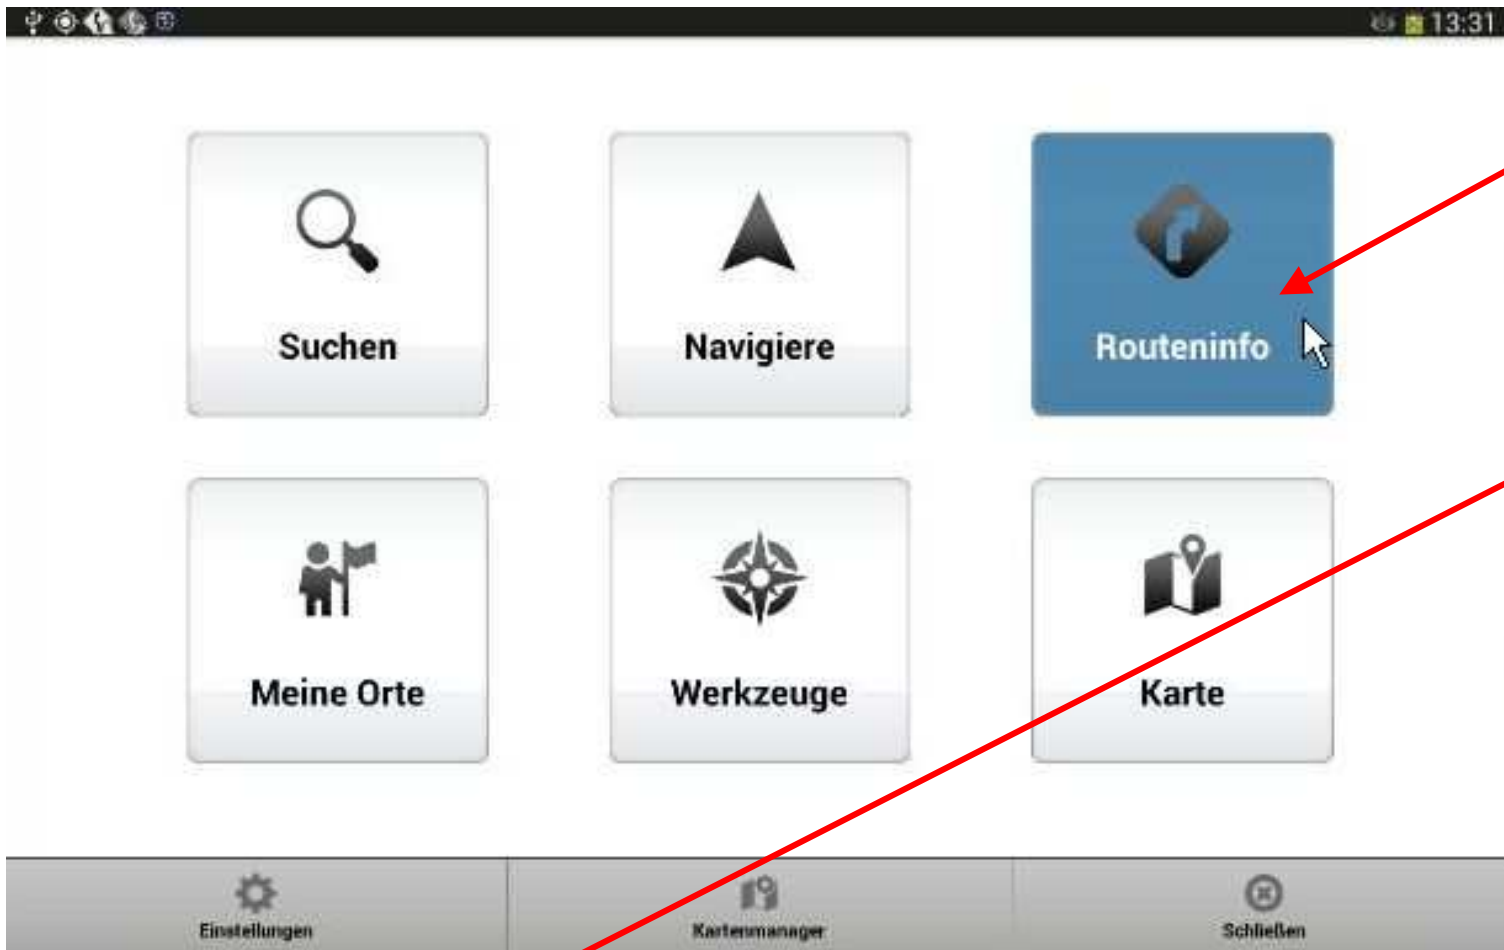 13:31
Suchen
Navigiere
Routeninfo
Meine Orte
Werkzeuge
Karte
Einstellungen
Kartenmanager
Schließen